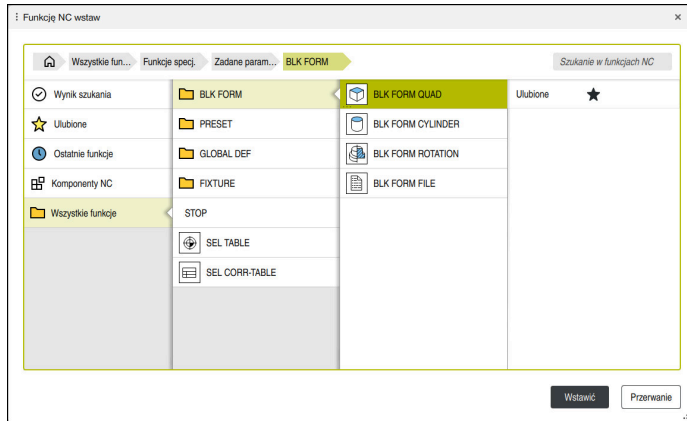 Funkcję NC wstaw
Wszystkie fun... Funkcje specj. Zadane param... BLK FORM Szukanie w funkcjach NC
Wynik szukania BLK FORM BLK FORM QUAD Ulubione
Ulubione PRESET BLK FORM CYLINDER
Ostatnie funkcje GLOBAL DEF BLK FORM ROTATION
Komponenty NC FIXTURE BLK FORM FILE
Wszystkie funkcje STOP
SEL TABLE
SEL CORR-TABLE
Wstawić Przerwanie